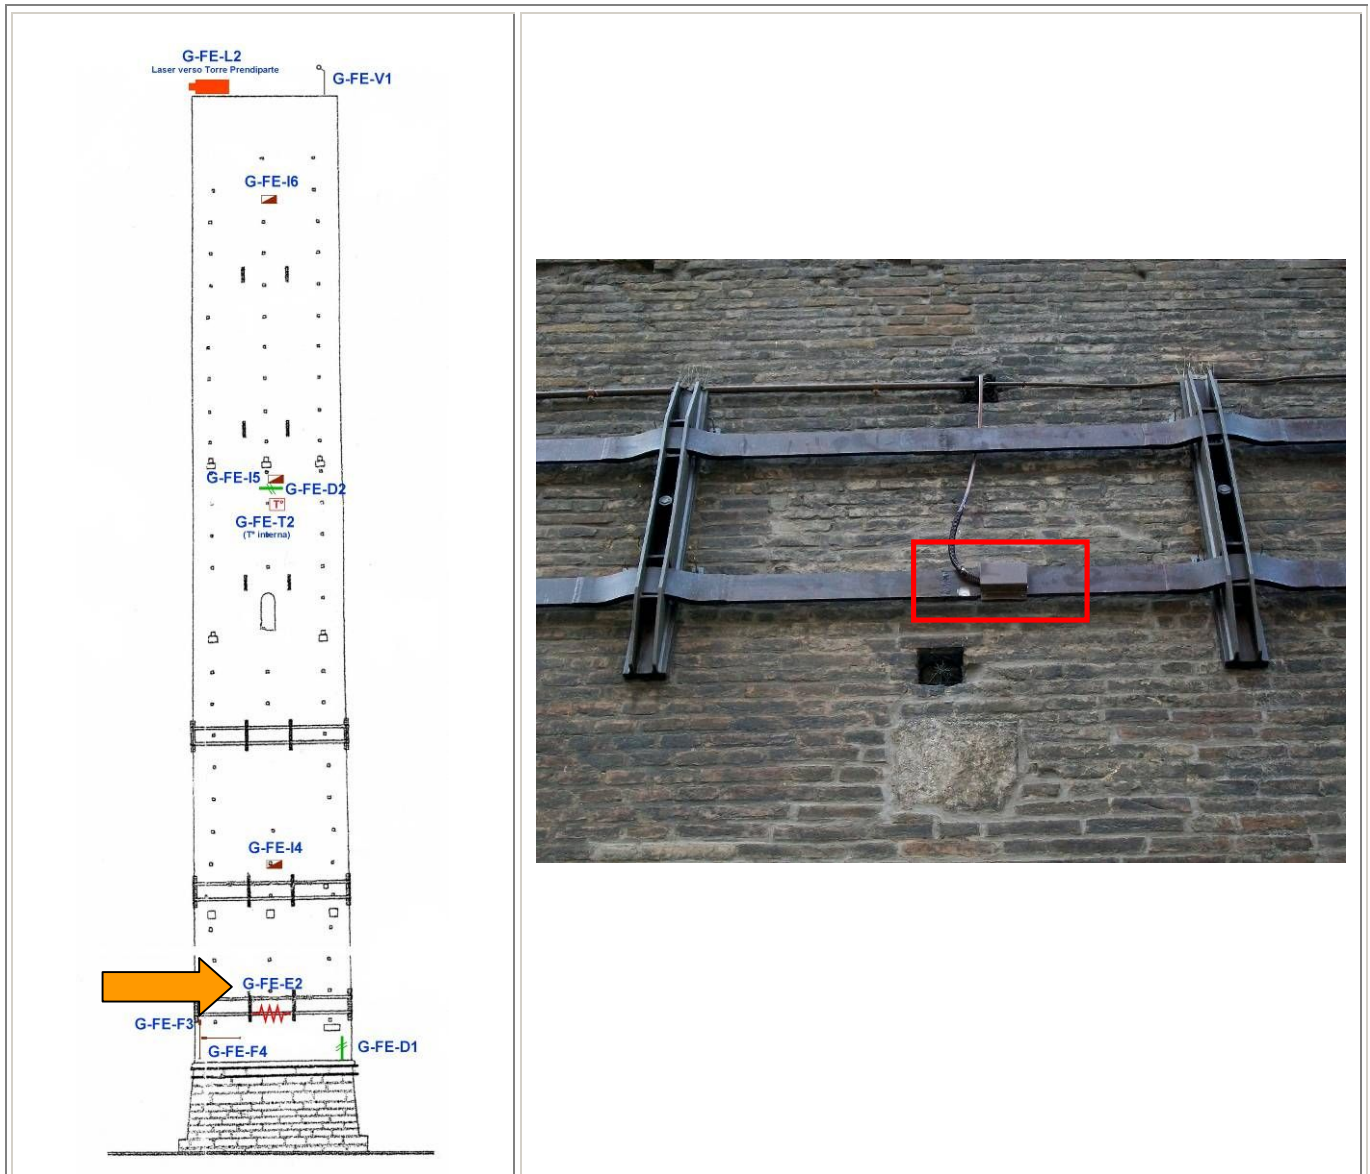 G-FE-L2
Laser verso Torre Prendiparte
G-FE-V1
G-FE-I6
G-FE-I5
G-FE-D2
T°
G-FE-T2
(T° interna)
G-FE-I4
G-FE-E2
G-FE-F3
G-FE-F4
G-FE-D1